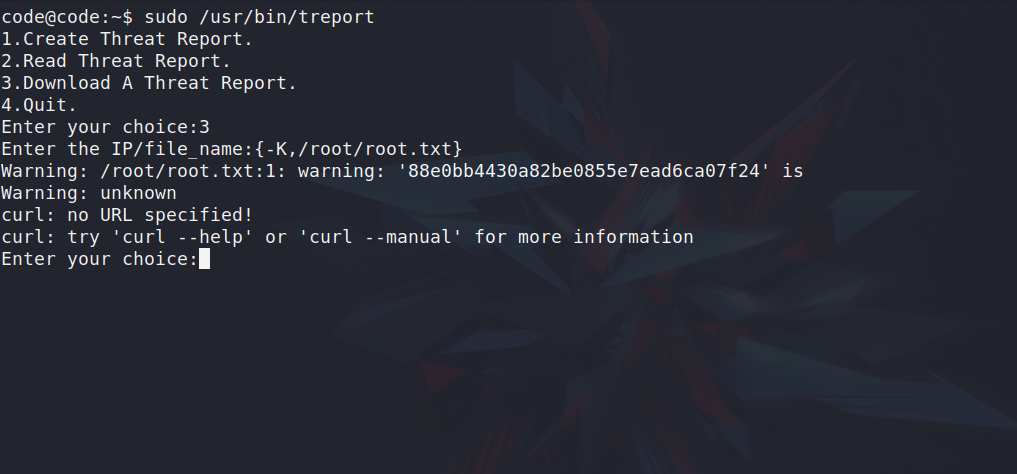 code@code:~$ sudo /usr/bin/treport
1.Create Threat Report.
2.Read Threat Report.
3.Download A Threat Report.
4.Quit.
Enter your choice:3
Enter the IP/file_name:{-K,/root/root.txt}
Warning: /root/root.txt:1: warning: '88e0bb4430a82be0855e7ead6ca07f24' is
Warning: unknown
curl: no URL specified!
curl: try 'curl --help' or 'curl --manual' for more information
Enter your choice: